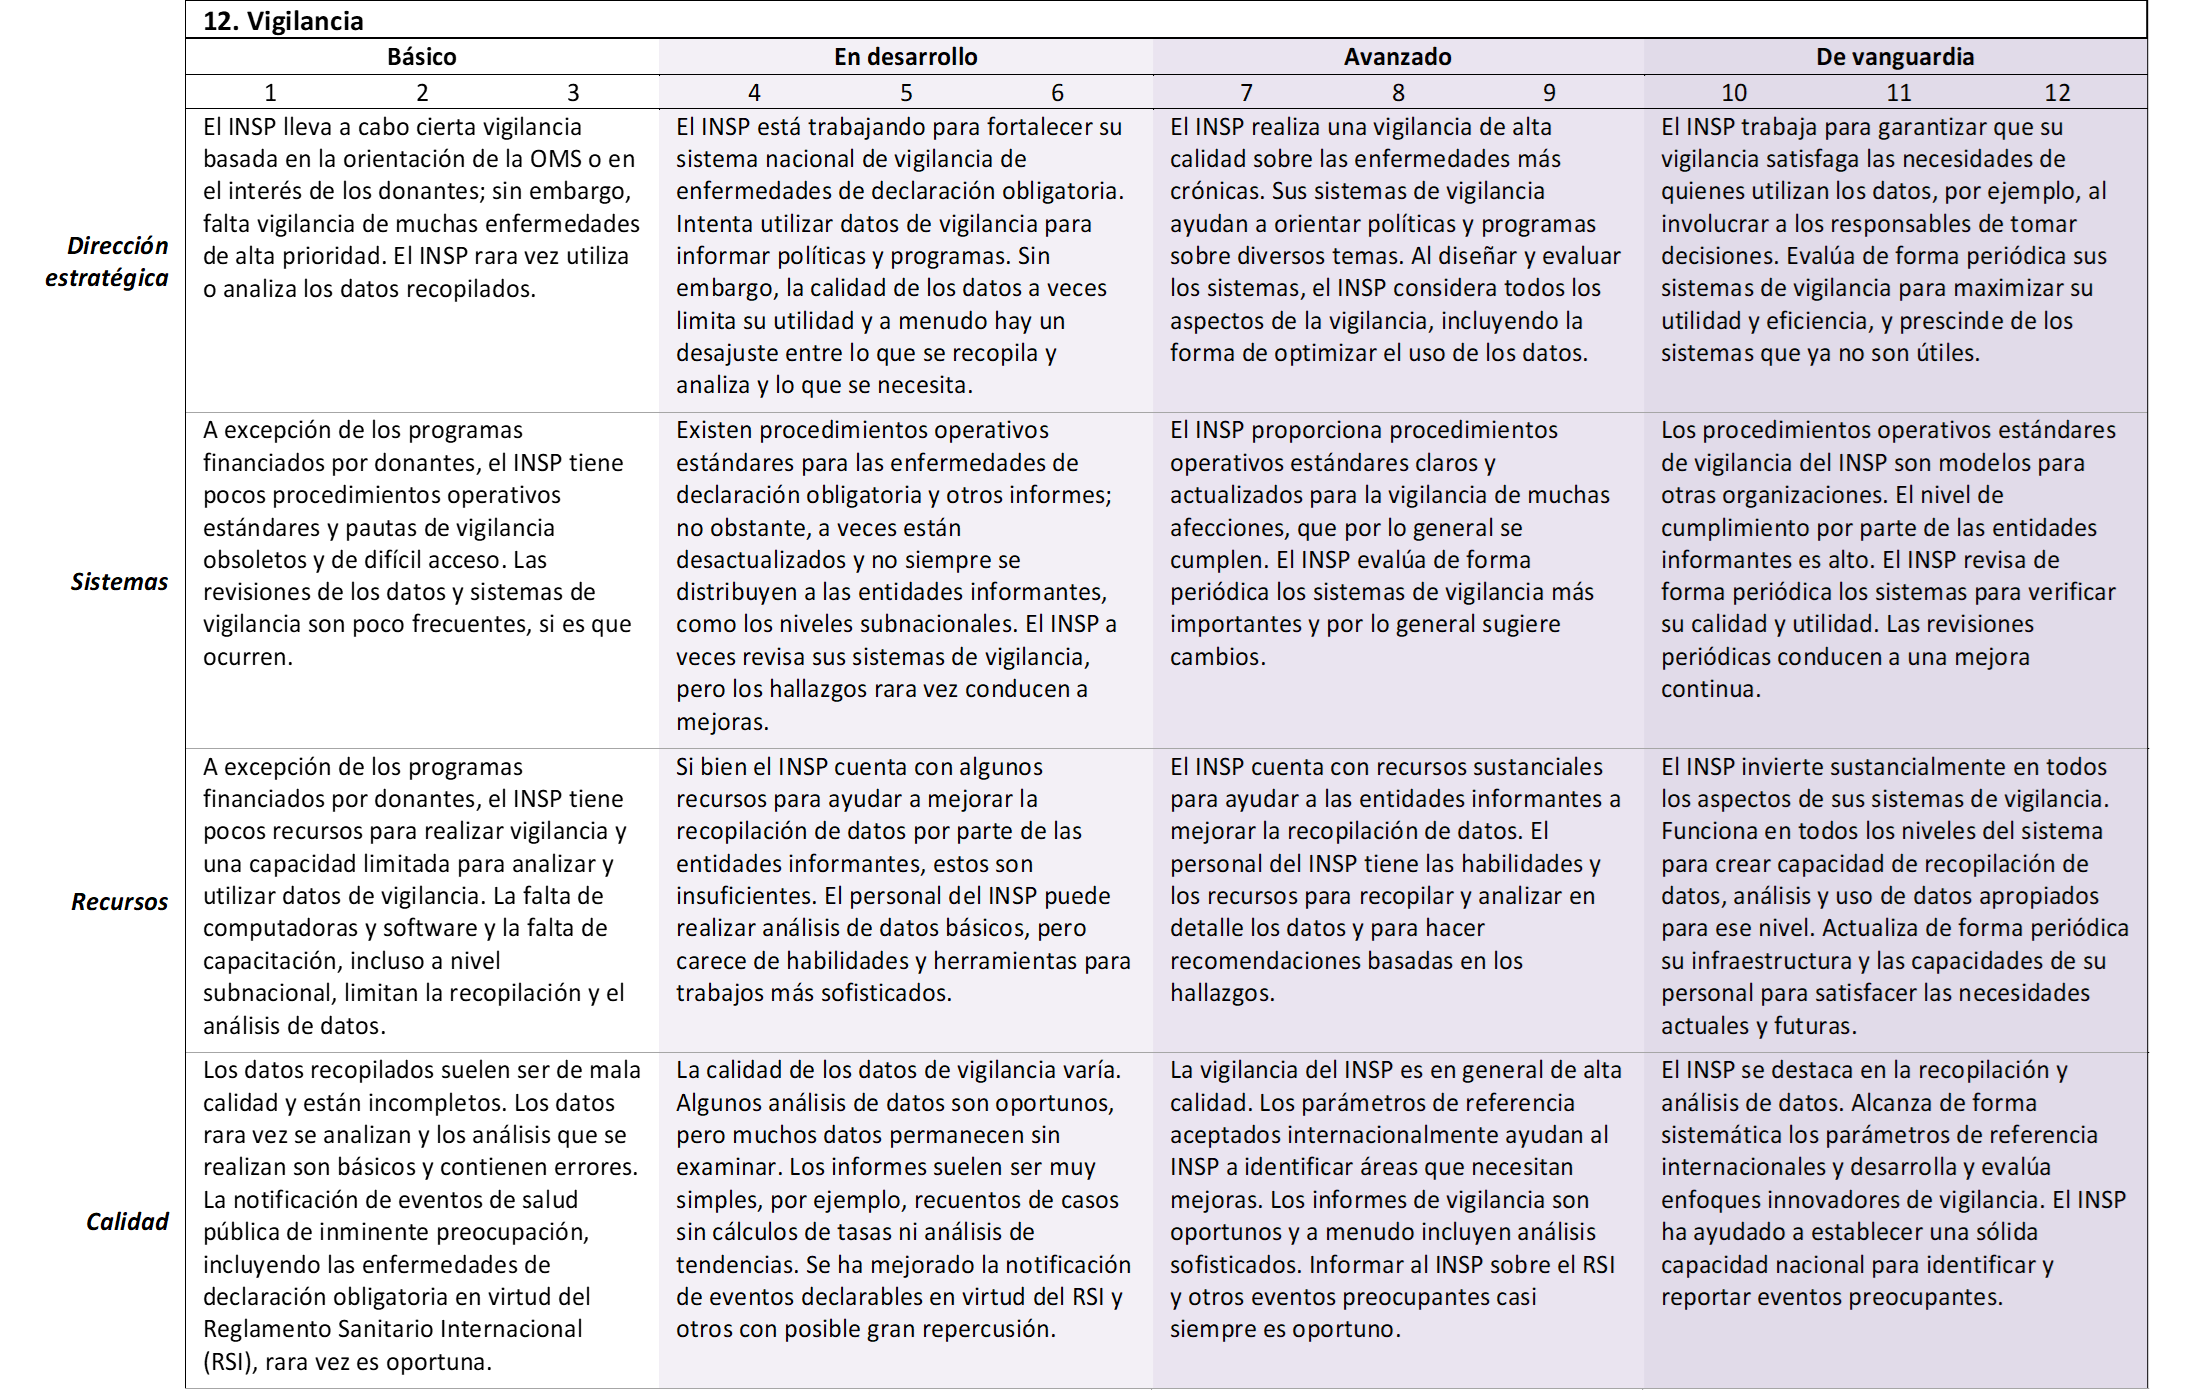 12. Vigilancia
Básico
En desarrollo
Avanzado
De vanguardia
1 2 3 4 5 6 7 8 9 10 11 12
Dirección
estratégica
El INSP lleva a cabo cierta vigilancia
basada en la orientación de la OMS o en
el interés de los donantes; sin embargo,
falta vigilancia de muchas enfermedades
de alta prioridad. El INSP rara vez utiliza
o analiza los datos recopilados.
El INSP está trabajando para fortalecer su
sistema nacional de vigilancia de
enfermedades de declaración obligatoria.
Intenta utilizar datos de vigilancia para
informar políticas y programas. Sin
embargo, la calidad de los datos a veces
limita su utilidad y a menudo hay un
desajuste entre lo que se recopila y
analiza y lo que se necesita.
El INSP realiza una vigilancia de alta
calidad sobre las enfermedades más
crónicas. Sus sistemas de vigilancia
ayudan a orientar políticas y programas
sobre diversos temas. Al diseñar y evaluar
los sistemas, el INSP considera todos los
aspectos de la vigilancia, incluyendo la
forma de optimizar el uso de los datos.
El INSP trabaja para garantizar que su
vigilancia satisfaga las necesidades de
quienes utilizan los datos, por ejemplo, al
involucrar a los responsables de tomar
decisiones. Evalúa de forma periódica sus
sistemas de vigilancia para maximizar su
utilidad y eficiencia, y prescinde de los
sistemas que ya no son útiles.
Sistemas
A excepción de los programas
financiados por donantes, el INSP tiene
pocos procedimientos operativos
estándares y pautas de vigilancia
obsoletos y de difícil acceso. Las
revisiones de los datos y sistemas de
vigilancia son poco frecuentes, si es que
ocurren.
Existen procedimientos operativos
estándares para las enfermedades de
declaración obligatoria y otros informes;
no obstante, a veces están
desactualizados y no siempre se
distribuyen a las entidades informantes,
como los niveles subnacionales. El INSP a
veces revisa sus sistemas de vigilancia,
pero los hallazgos rara vez conducen a
mejoras.
El INSP proporciona procedimientos
operativos estándares claros y
actualizados para la vigilancia de muchas
afecciones, que por lo general se
cumplen. El INSP evalúa de forma
periódica los sistemas de vigilancia más
importantes y por lo general sugiere
cambios.
Los procedimientos operativos estándares
de vigilancia del INSP son modelos para
otras organizaciones. El nivel de
cumplimiento por parte de las entidades
informantes es alto. El INSP revisa de
forma periódica los sistemas para verificar
su calidad y utilidad. Las revisiones
periódicas conducen a una mejora
continua.
Recursos
A excepción de los programas
financiados por donantes, el INSP tiene
pocos recursos para realizar vigilancia y
una capacidad limitada para analizar y
utilizar datos de vigilancia. La falta de
computadoras y software y la falta de
capacitación, incluso a nivel
subnacional, limitan la recopilación y el
análisis de datos.
Si bien el INSP cuenta con algunos
recursos para ayudar a mejorar la
recopilación de datos por parte de las
entidades informantes, estos son
insuficientes. El personal del INSP puede
realizar análisis de datos básicos, pero
carece de habilidades y herramientas para
trabajos más sofisticados.
El INSP cuenta con recursos sustanciales
para ayudar a las entidades informantes a
mejorar la recopilación de datos. El
personal del INSP tiene las habilidades y
los recursos para recopilar y analizar en
detalle los datos y para hacer
recomendaciones basadas en los
hallazgos.
El INSP invierte sustancialmente en todos
los aspectos de sus sistemas de vigilancia.
Funciona en todos los niveles del sistema
para crear capacidad de recopilación de
datos, análisis y uso de datos apropiados
para ese nivel. Actualiza de forma periódica
su infraestructura y las capacidades de su
personal para satisfacer las necesidades
actuales y futuras.
Calidad
Los datos recopilados suelen ser de mala
calidad y están incompletos. Los datos
rara vez se analizan y los análisis que se
realizan son básicos y contienen errores.
La notificación de eventos de salud
pública de inminente preocupación,
incluyendo las enfermedades de
declaración obligatoria en virtud del
Reglamento Sanitario Internacional
(RSI), rara vez es oportuna.
La calidad de los datos de vigilancia varía.
Algunos análisis de datos son oportunos,
pero muchos datos permanecen sin
examinar. Los informes suelen ser muy
simples, por ejemplo, recuentos de casos
sin cálculos de tasas ni análisis de
tendencias. Se ha mejorado la notificación
de eventos declarables en virtud del RSI y
otros con posible gran repercusión.
La vigilancia del INSP es en general de alta
calidad. Los parámetros de referencia
aceptados internacionalmente ayudan al
INSP a identificar áreas que necesitan
mejoras. Los informes de vigilancia son
oportunos y a menudo incluyen análisis
sofisticados. Informar al INSP sobre el RSI
y otros eventos preocupantes casi
siempre es oportuno.
El INSP se destaca en la recopilación y
análisis de datos. Alcanza de forma
sistemática los parámetros de referencia
internacionales y desarrolla y evalúa
enfoques innovadores de vigilancia. El INSP
ha ayudado a establecer una sólida
capacidad nacional para identificar y
reportar eventos preocupantes.